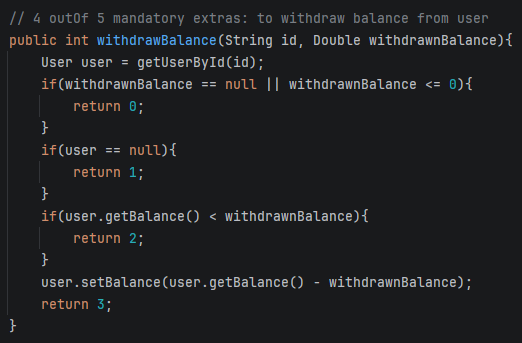 // 4 outOf 5 mandatory extras: to withdraw balance from user
public int withdrawBalance(String id, Double withdrawnBalance){
    User user = getUserById(id);
    if(withdrawnBalance == null || withdrawnBalance <= 0){
        return 0;
    }
    if(user == null){
        return 1;
    }
    if(user.getBalance() < withdrawnBalance){
        return 2;
    }
    user.setBalance(user.getBalance() - withdrawnBalance);
    return 3;
}